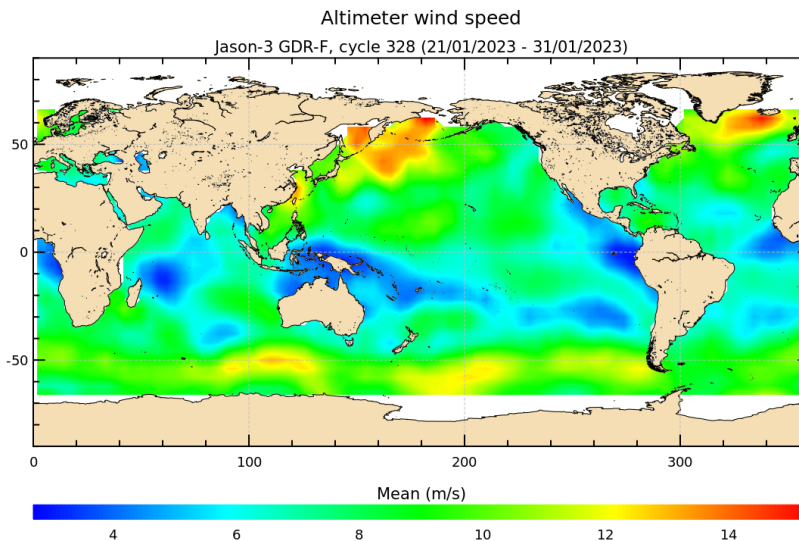 Altimeter wind speed
Jason-3 GDR-F, cycle 328 (21/01/2023 - 31/01/2023)
50
0
-50
0 100 200 300
Mean (m/s)
4 6 8 10 12 14